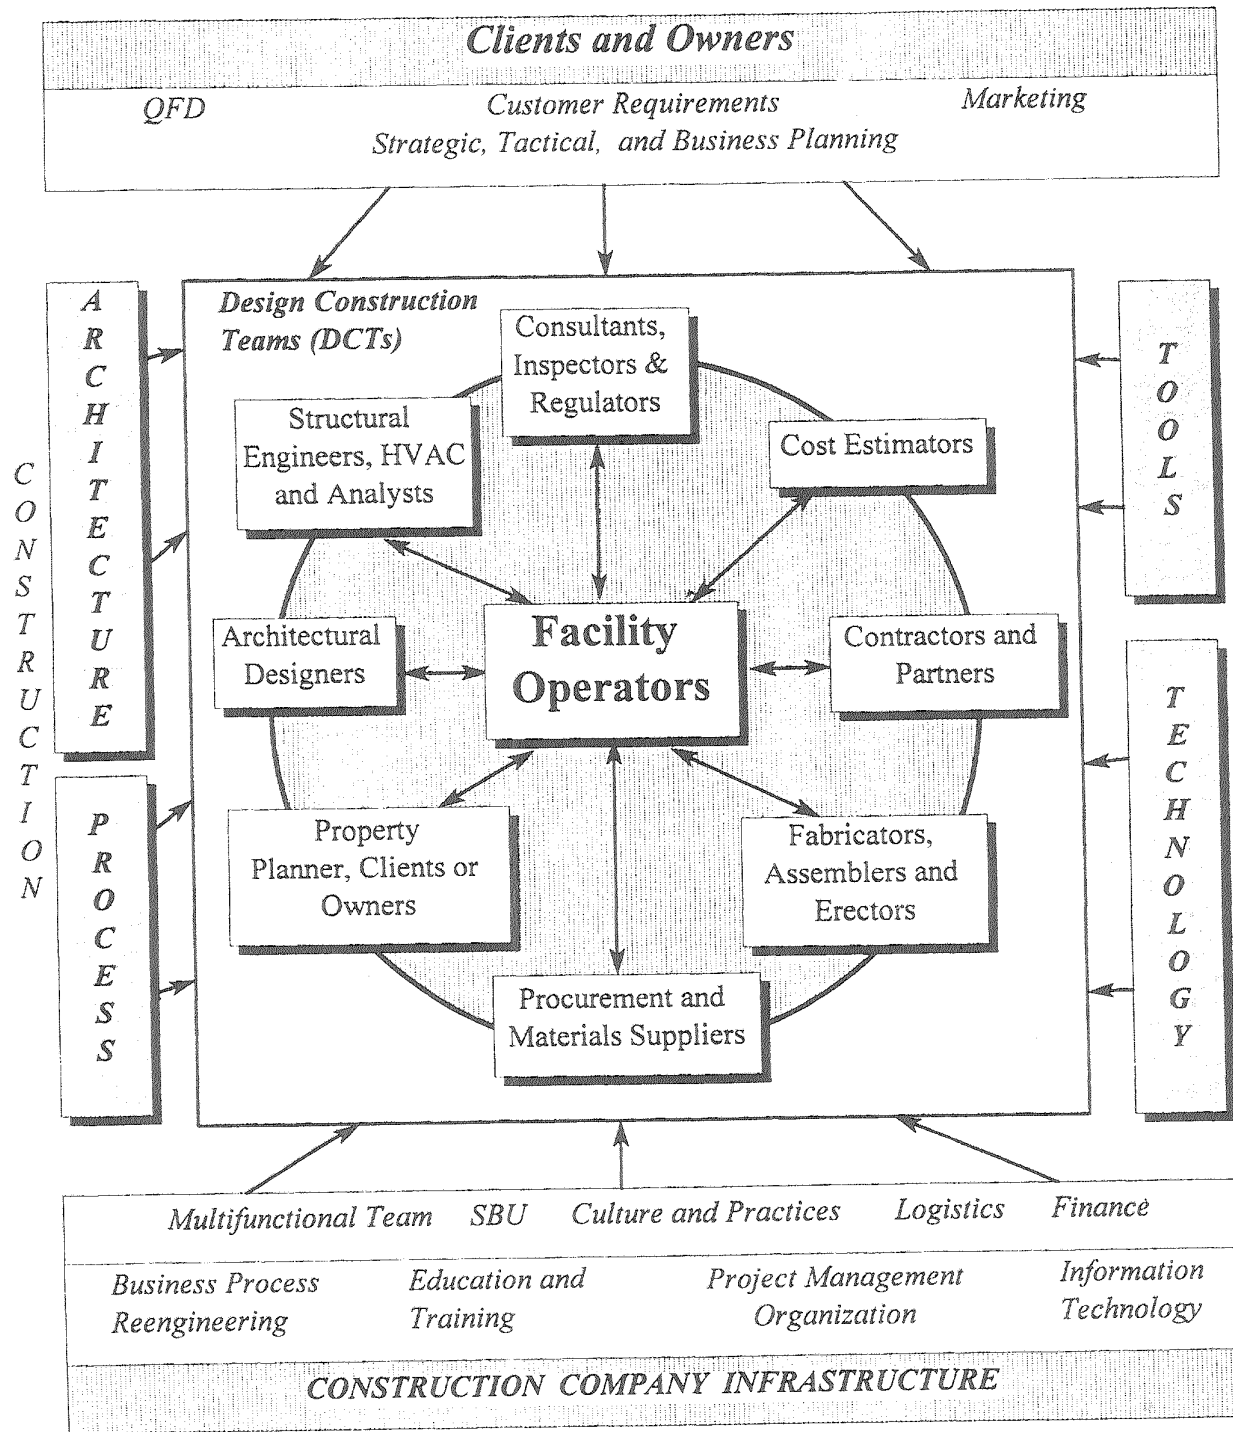 Clients and Owners
QFD
Customer Requirements
Marketing
Strategic, Tactical, and Business Planning
CONSTRUCTION
ARCHITECTURE
PROCESS
Design Construction
Teams (DCTs)
Consultants,
Inspectors &
Regulators
Structural
Engineers, HVAC
and Analysts
Cost Estimators
Architectural
Designers
Facility
Operators
Contractors and
Partners
Property
Planner, Clients or
Owners
Fabricators,
Assemblers and
Erectors
Procurement and
Materials Suppliers
TOOLS
TECHNOLOGY
Multifunctional Team SBU Culture and Practices Logistics Finance
Business Process
Reengineering
Education and
Training
Project Management
Organization
Information
Technology
CONSTRUCTION COMPANY INFRASTRUCTURE